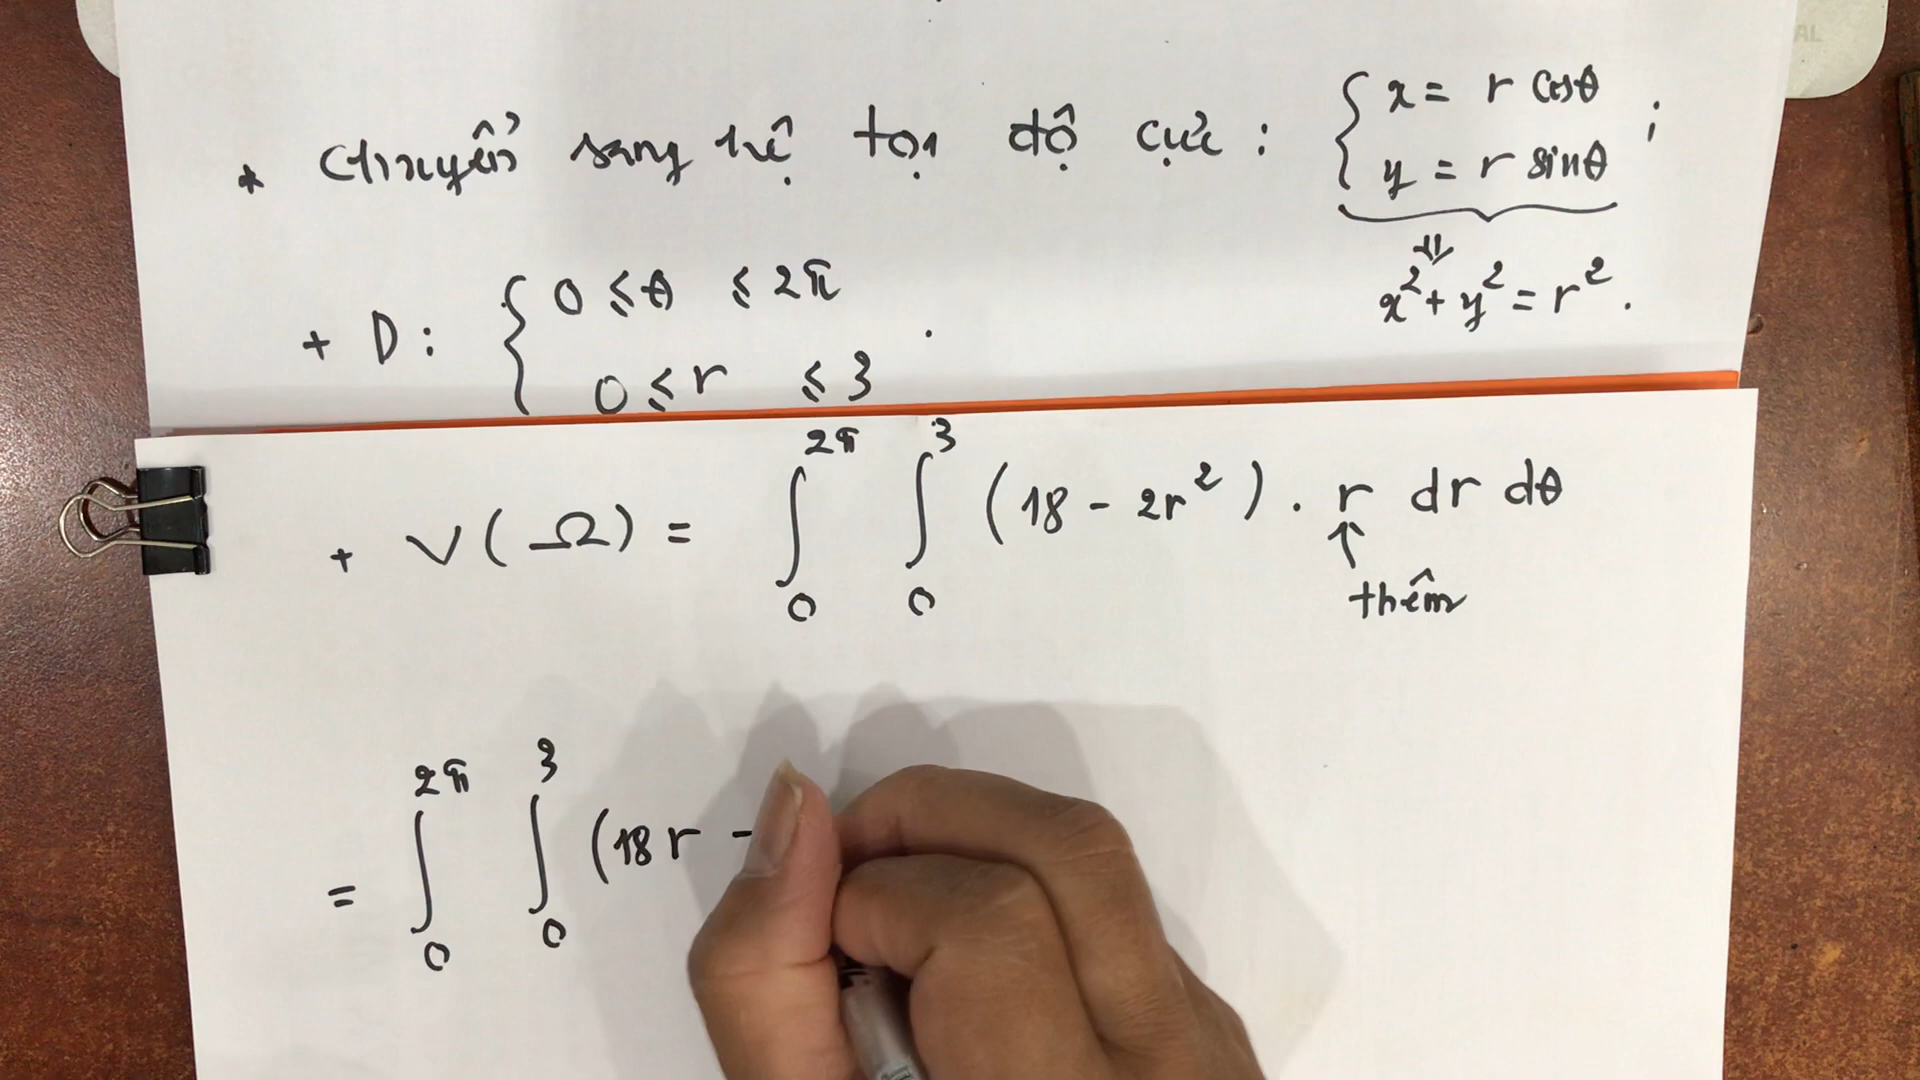 * Chuyển sang hệ tọa độ cực : { x = r cosθ
y = r sinθ ;
⇓
x² + y² = r² .
+ D : { 0 ≤ θ ≤ 2π
0 ≤ r ≤ 3 .
+ V(Ω) = ∫₀^{2π} ∫₀^{3} (18 - 2r²) . r dr dθ
↑
thêm
= ∫₀^{2π} ∫₀^{3} (18r -
AL